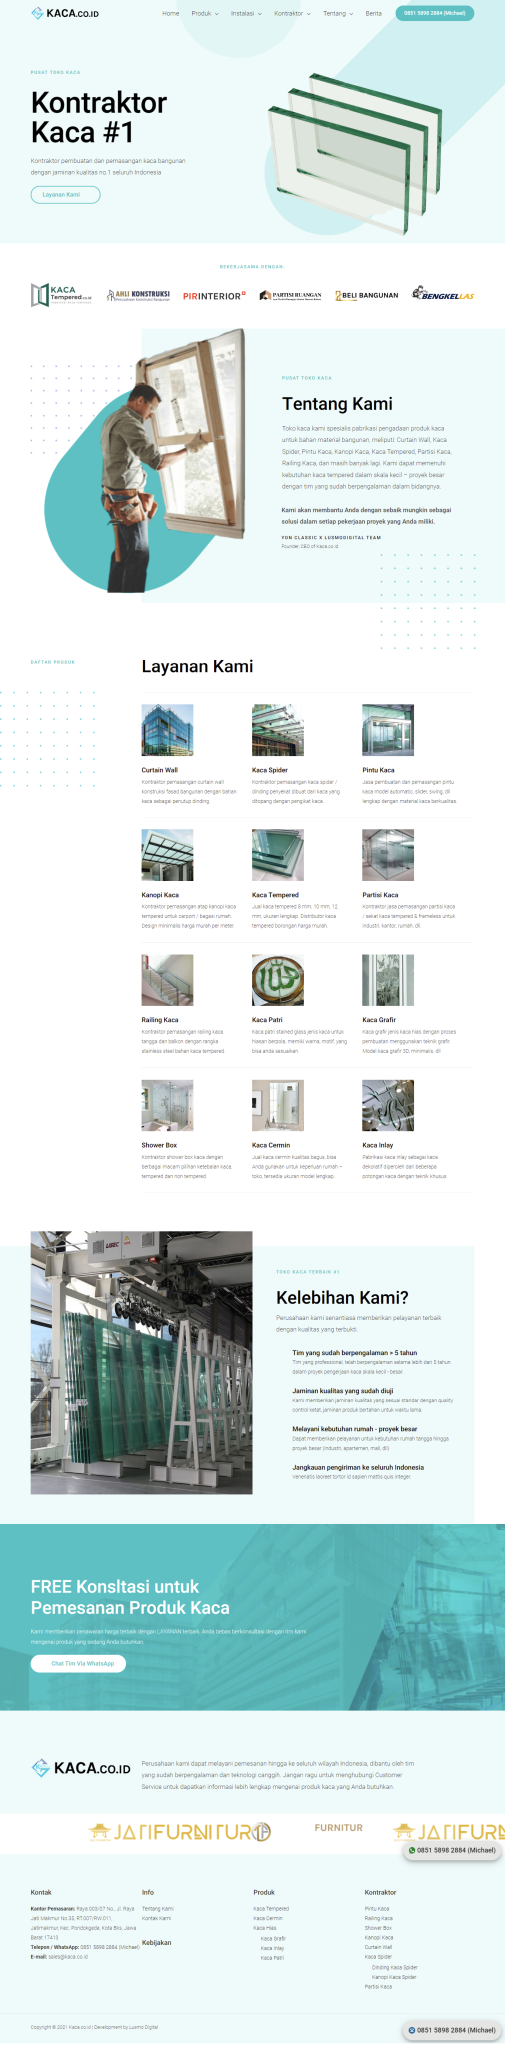 KACA.CO.ID
Home Produk Instalasi Kontraktor Tentang Berita 0851 5898 2884 (Michael)
PUSAT TOKO KACA
Kontraktor
Kaca #1
Kontraktor pembuatan dan pemasangan kaca bangunan
dengan jaminan kualitas no.1 seluruh Indonesia
Layanan Kami
BEKERJASAMA DENGAN:
KACA
Tempered.co.id
AHLI KONSTRUKSI
PIRINTERIOR
PARTISI RUANGAN
BELI BANGUNAN
BENGKELLAS
PUSAT TOKO KACA
Tentang Kami
Toko kaca kami spesialis pabrikasi pengadaan produk kaca
untuk bahan material bangunan, meliputi: Curtain Wall, Kaca
Spider, Pintu Kaca, Kanopi Kaca, Kaca Tempered, Partisi Kaca,
Railing Kaca, dan masih banyak lagi. Kami dapat memenuhi
kebutuhan kaca tempered dalam skala kecil – proyek besar
dengan tim yang sudah berpengalaman dalam bidangnya.
Kami akan membantu Anda dengan sebaik mungkin sebagai
solusi dalam setiap pekerjaan proyek yang Anda miliki.
YON CLASSIC X LUSMODIGITAL TEAM
Founder, CEO of Kaca.co.id
DAFTAR PRODUK
Layanan Kami
Curtain Wall
Kontraktor pemasangan curtain wall
konstruksi fasad bangunan dengan bahan
kaca sebagai penutup dinding.
Kaca Spider
Kontraktor pemasangan kaca spider /
dinding penyekat dibuat dari kaca yang
ditopang dengan pengikat kaca.
Pintu Kaca
Jasa pembuatan dan pemasangan pintu
kaca model automatic, slider, swing, dll
lengkap dengan material kaca berkualitas.
Kanopi Kaca
Kontraktor pemasangan atap kanopi kaca
tempered untuk carport / bagasi rumah.
Design minimalis harga murah per meter.
Kaca Tempered
Jual kaca tempered 8 mm, 10 mm, 12
mm, ukuran lengkap. Distributor kaca
tempered borongan harga murah.
Partisi Kaca
Kontraktor jasa pemasangan partisi kaca
/ sekat kaca tempered & frameless untuk
industri, kantor, rumah, dll.
Railing Kaca
Kontraktor pemasangan railing kaca
tangga dan balkon dengan rangka
stainless steel bahan kaca tempered.
Kaca Patri
Kaca patri stained glass jenis kaca untuk
hiasan berpola, memiliki warna, motif, yang
bisa anda sesuaikan.
Kaca Grafir
Kaca grafir jenis kaca hias dengan proses
pembuatan menggunakan teknik grafir.
Model kaca grafir 3D, minimalis, dll
Shower Box
Kontraktor shower box kaca dengan
berbagai macam pilihan ketebalan kaca,
tempered dan non tempered.
Kaca Cermin
Jual kaca cermin kualitas bagus, bisa
Anda gunakan untuk keperluan rumah –
toko, tersedia ukuran model lengkap.
Kaca Inlay
Pabrikasi kaca inlay sebagai kaca
dekoratif diperoleh dari beberapa
potongan kaca dengan teknik khusus.
TOKO KACA TERBAIK #1
Kelebihan Kami?
Perusahaan kami senantiasa memberikan pelayanan terbaik
dengan kualitas yang terbukti.
Tim yang sudah berpengalaman > 5 tahun
Tim yang professional, telah berpengalaman selama lebih dari 5 tahun
dalam proyek pengerjaan kaca skala kecil - besar.
Jaminan kualitas yang sudah diuji
Kami memberikan jaminan kualitas yang sesuai standar dengan quality
control ketat, jaminan produk bertahan untuk waktu lama.
Melayani kebutuhan rumah - proyek besar
Dapat memberikan pelayanan untuk kebutuhan rumah tangga hingga
proyek besar (industri, apartemen, mall, dll)
Jangkauan pengiriman ke seluruh Indonesia
Venenatis laoreet tortor id sapien mattis quis integer.
FREE Konsltasi untuk
Pemesanan Produk Kaca
Kami memberikan penawaran harga terbaik dengan LAYANAN terbaik. Anda bebas berkonsultasi dengan tim kami
mengenai produk yang sedang Anda butuhkan.
Chat Tim Via WhatsApp
KACA.CO.ID
Perusahaan kami dapat melayani pemesanan hingga ke seluruh wilayah Indonesia, dibantu oleh tim
yang sudah berpengalaman dan teknologi canggih. Jangan ragu untuk menghubungi Customer
Service untuk dapatkan informasi lebih lengkap mengenai produk kaca yang Anda butuhkan.
JATIFURNITUR
FURNITUR
JATIFURN
0851 5898 2884 (Michael)
Kontak
Kantor Pemasaran: Raya 003/07 No, Jl. Raya
Jati Makmur No.35, RT.007/RW.011,
Jatimakmur, Kec. Pondokgede, Kota Bks, Jawa
Barat 17413
Telepon / WhatsApp: 0851 5898 2884 (Michael)
E-mail: sales@kaca.co.id
Info
Tentang Kami
Kontak Kami
Kebijakan
Produk
Kaca Tempered
Kaca Cermin
Kaca Hias
Kaca Grafir
Kaca Inlay
Kaca Patri
Kontraktor
Pintu Kaca
Railing Kaca
Shower Box
Kanopi Kaca
Curtain Wall
Kaca Spider
Dinding Kaca Spider
Kanopi Kaca Spider
Partisi Kaca
Copyright © 2021 Kaca.co.id | Development by Lusmo Digital
0851 5898 2884 (Michael)